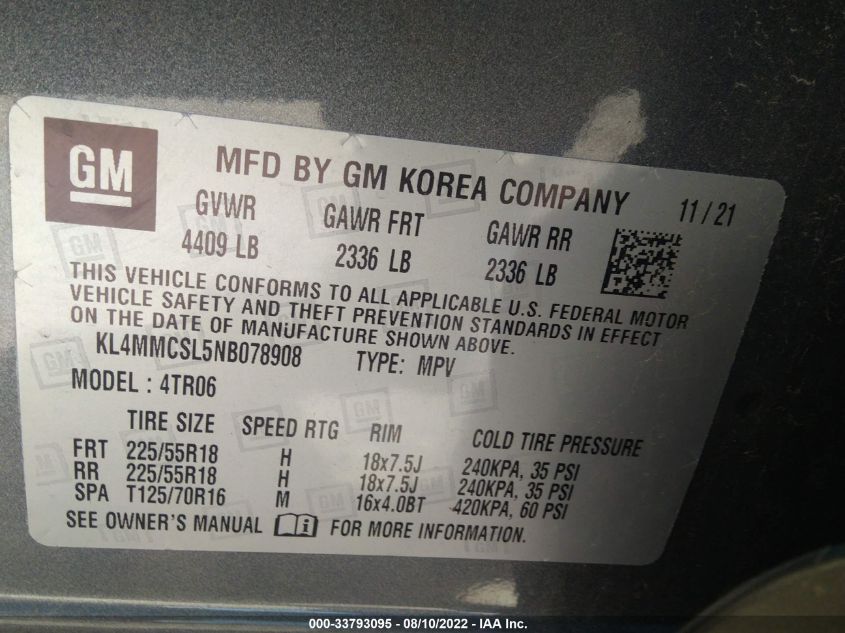 GM
MFD BY GM KOREA COMPANY 11/21
GVWR GAWR FRT GAWR RR
4409 LB 2336 LB 2336 LB
THIS VEHICLE CONFORMS TO ALL APPLICABLE U.S. FEDERAL MOTOR
VEHICLE SAFETY AND THEFT PREVENTION STANDARDS IN EFFECT
ON THE DATE OF MANUFACTURE SHOWN ABOVE.
KL4MMCSL5NB078908 TYPE: MPV
MODEL: 4TR06
TIRE SIZE SPEED RTG RIM COLD TIRE PRESSURE
FRT 225/55R18 H 18x7.5J 240KPA, 35 PSI
RR 225/55R18 H 18x7.5J 240KPA, 35 PSI
SPA T125/70R16 M 16x4.0BT 420KPA, 60 PSI
SEE OWNER'S MANUAL i FOR MORE INFORMATION.
000-33793095 - 08/10/2022 - IAA Inc.